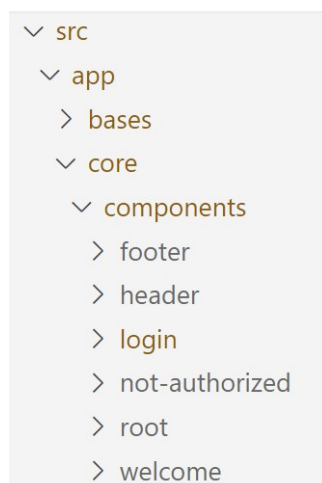 src
app
bases
core
components
footer
header
login
not-authorized
root
welcome